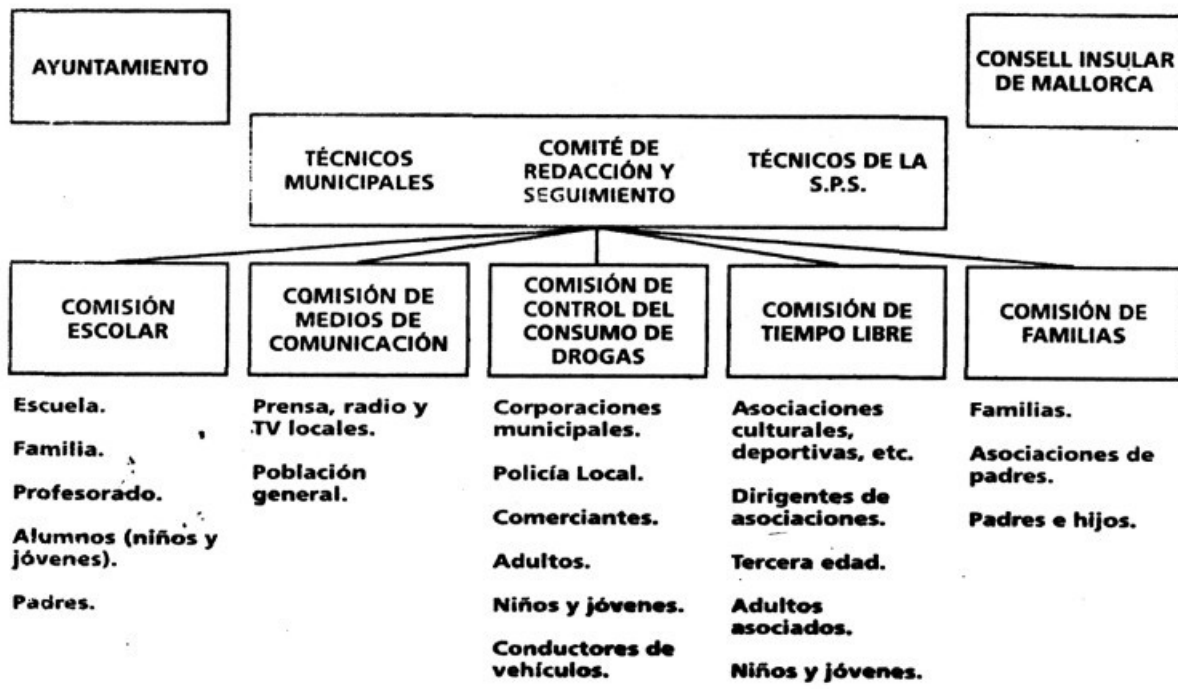 AYUNTAMIENTO
CONSELL INSULAR
DE MALLORCA
TÉCNICOS
MUNICIPALES
COMITÉ DE
REDACCIÓN Y
SEGUIMIENTO
TÉCNICOS DE LA
S.P.S.
COMISIÓN
ESCOLAR
COMISIÓN DE
MEDIOS DE
COMUNICACIÓN
COMISIÓN DE
CONTROL DEL
CONSUMO DE
DROGAS
COMISIÓN DE
TIEMPO LIBRE
COMISIÓN DE
FAMILIAS
Escuela.
Familia.
Profesorado.
Alumnos (niños y
jóvenes).
Padres.
Prensa, radio y
TV locales.
Población
general.
Corporaciones
municipales.
Policía Local.
Comerciantes.
Adultos.
Niños y jóvenes.
Conductores de
vehículos.
Asociaciones
culturales,
deportivas, etc.
Dirigentes de
asociaciones.
Tercera edad.
Adultos
asociados.
Niños y jóvenes.
Familias.
Asociaciones de
padres.
Padres e hijos.